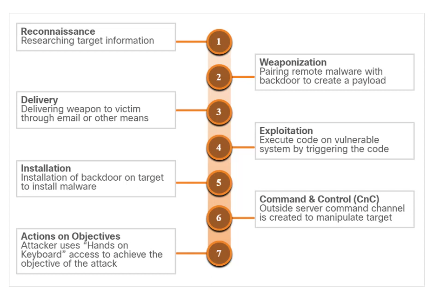 Reconnaissance
Researching target information
1
Weaponization
Pairing remote malware with
backdoor to create a payload
2
Delivery
Delivering weapon to victim
through email or other means
3
Exploitation
Execute code on vulnerable
system by triggering the code
4
Installation
Installation of backdoor on target
to install malware
5
Command & Control (CnC)
Outside server command channel
is created to manipulate target
6
Actions on Objectives
Attacker uses "Hands on
Keyboard" access to achieve the
objective of the attack
7